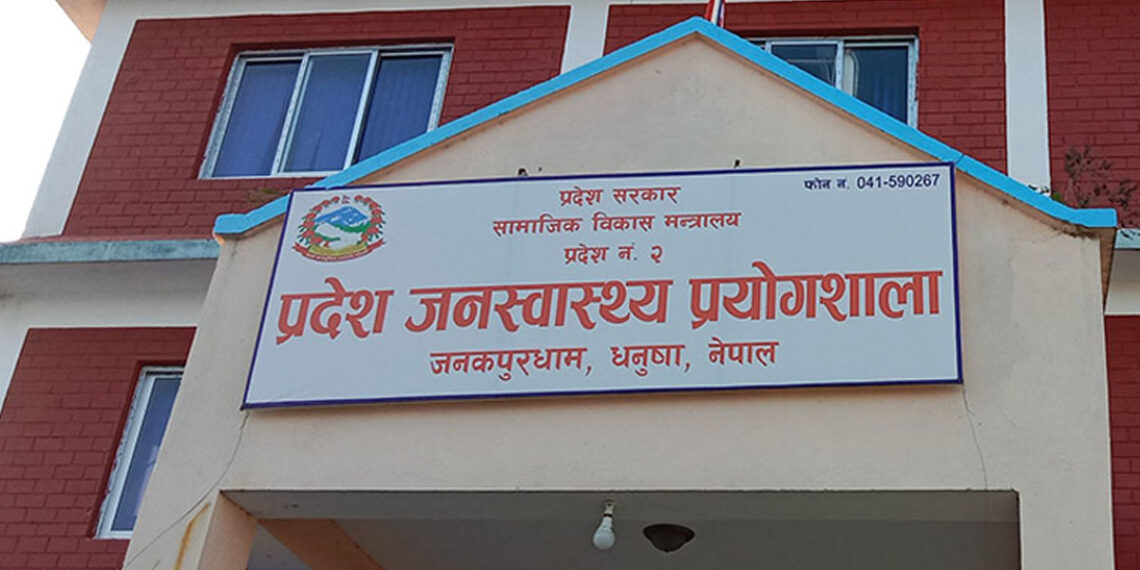 फोन नं. 041-590267
प्रदेश सरकार
सामाजिक विकास मन्त्रालय
प्रदेश नं. २
प्रदेश जनस्वास्थ्य प्रयोगशाला
जनकपुरधाम, धनुषा, नेपाल